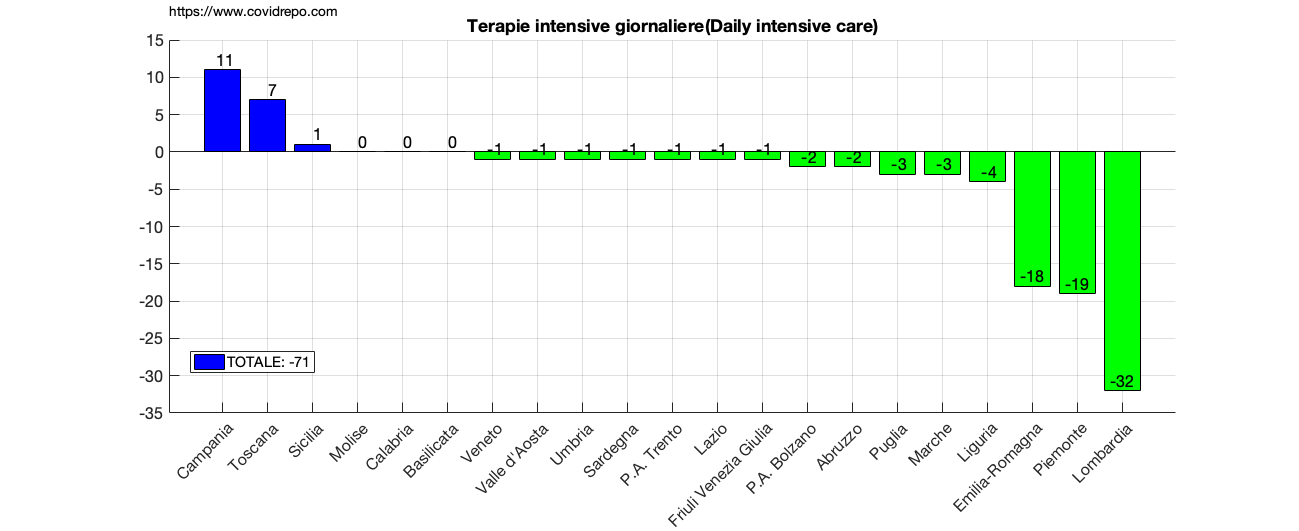 https://www.covidrepo.com
Terapie intensive giornaliere(Daily intensive care)
15
10
5
0
-5
-10
-15
-20
-25
-30
-35
11
7
1
0
0
0
-1
-1
-1
-1
-1
-1
-1
-2
-2
-3
-3
-4
-18
-19
-32
TOTALE: -71
Campania
Toscana
Sicilia
Molise
Calabria
Basilicata
Veneto
Valle d'Aosta
Umbria
Sardegna
P.A. Trento
Lazio
Friuli Venezia Giulia
P.A. Bolzano
Abruzzo
Puglia
Marche
Liguria
Emilia-Romagna
Piemonte
Lombardia